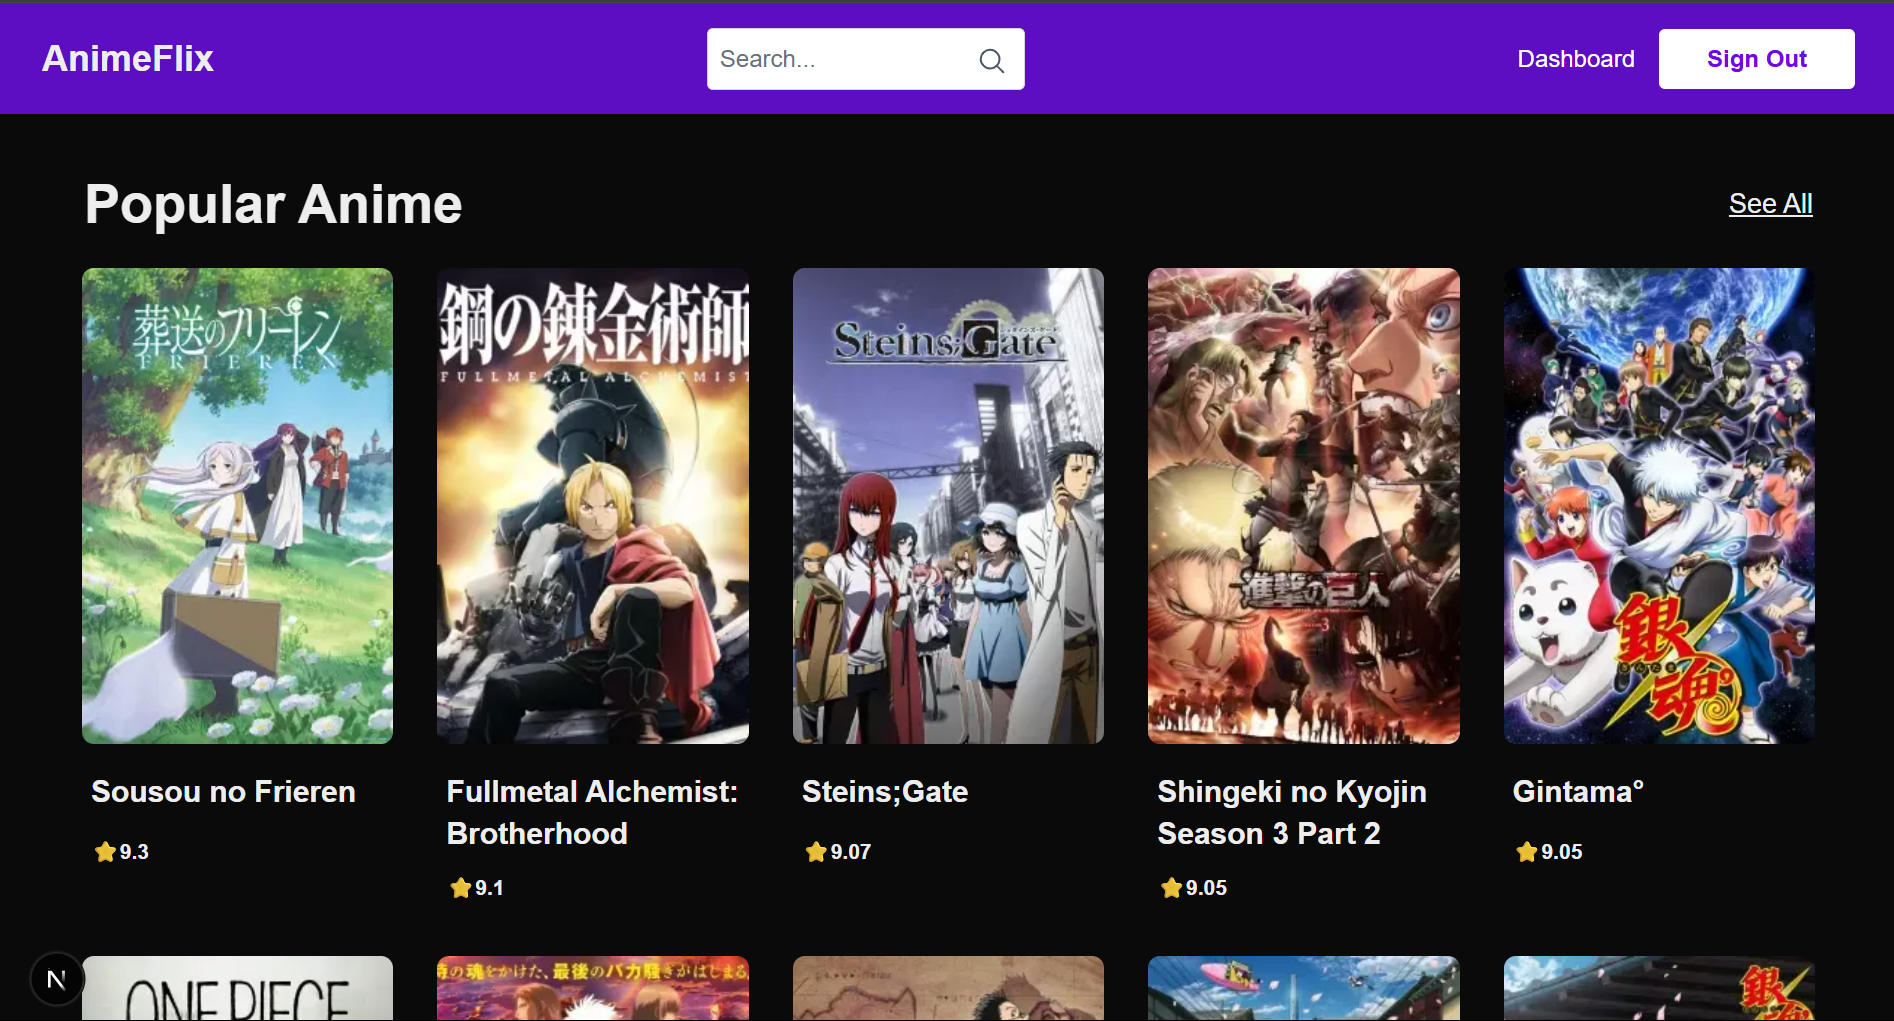 AnimeFlix
Search...
Dashboard
Sign Out
Popular Anime
See All
葬送のフリーレン
FRIEREN
鋼の錬金術師
FULLMETAL ALCHEMIST
Steins;Gate
進撃の巨人
3
銀魂°
Sousou no Frieren
9.3
Fullmetal Alchemist:
Brotherhood
9.1
Steins;Gate
9.07
Shingeki no Kyojin
Season 3 Part 2
9.05
Gintama°
9.05
N
ONE PIECE
時の魂をかけた、最後のバカ騒ぎがはじまる
銀